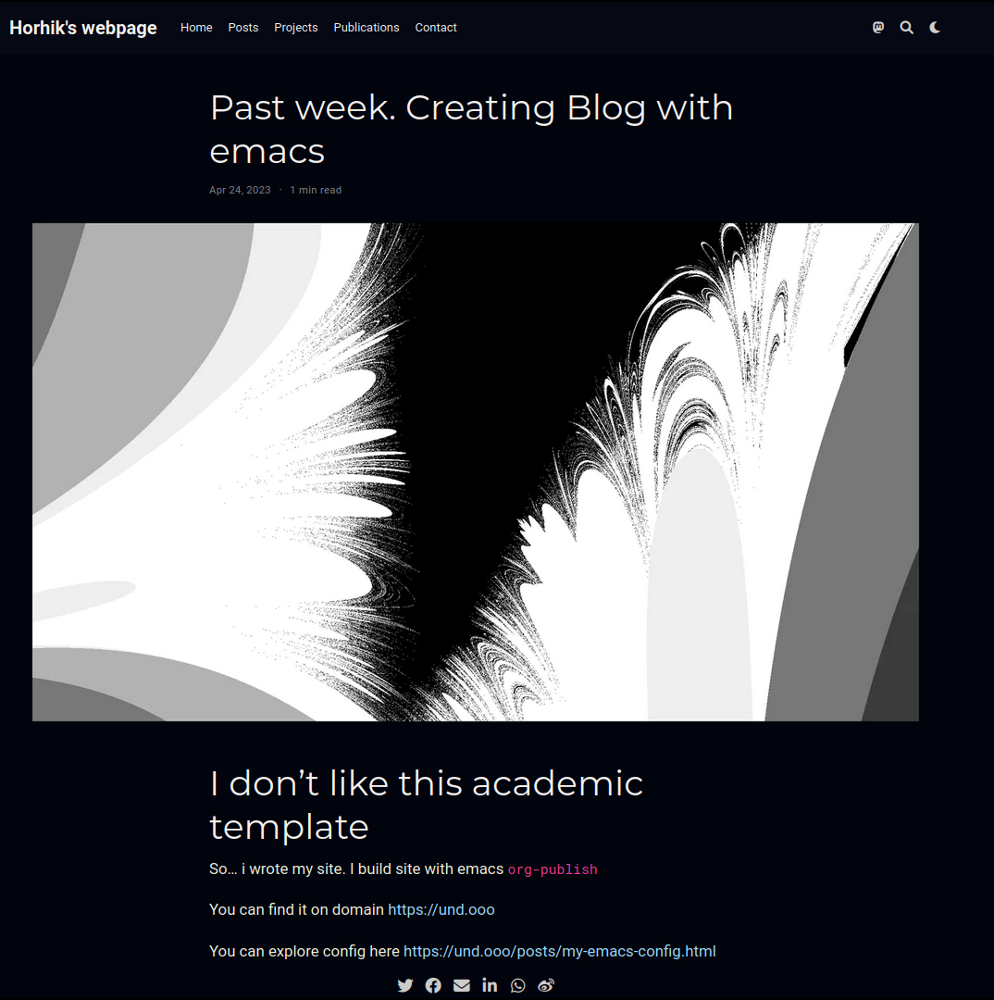 Horhik's webpage Home Posts Projects Publications Contact
Past week. Creating Blog with
emacs
Apr 24, 2023 · 1 min read
I don’t like this academic
template
So… i wrote my site. I build site with emacs org-publish
You can find it on domain https://und.ooo
You can explore config here https://und.ooo/posts/my-emacs-config.html